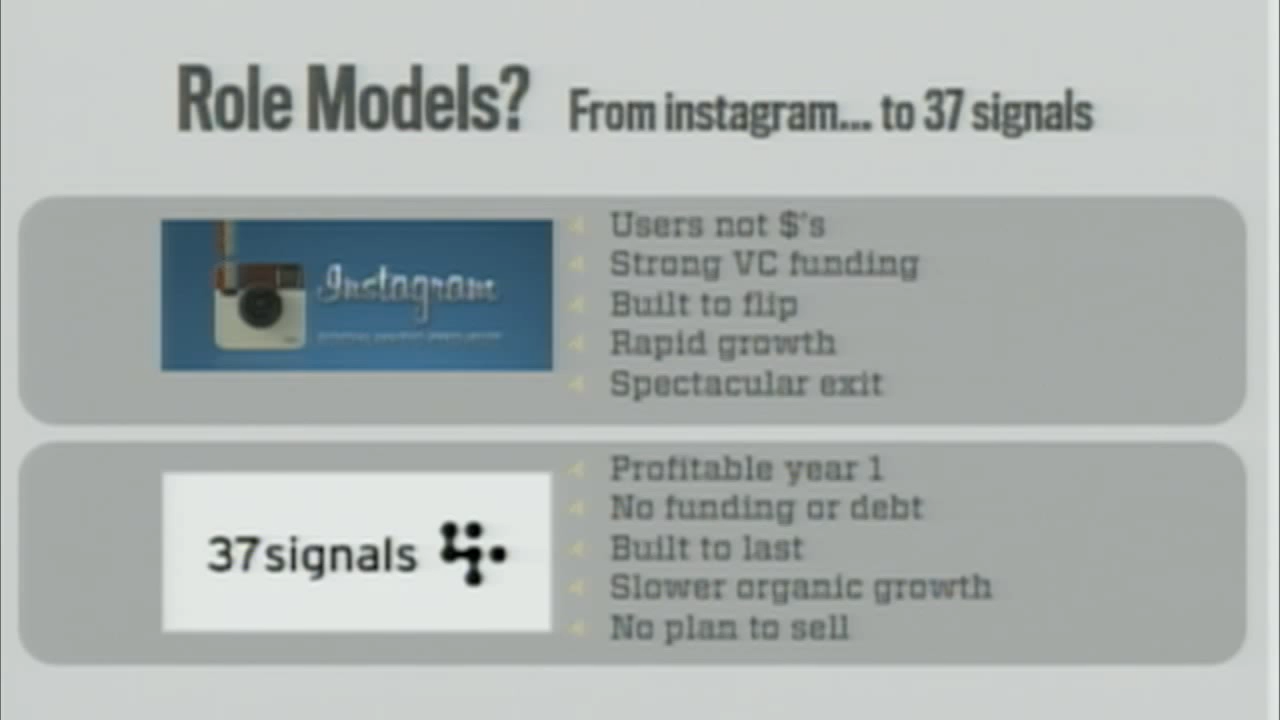 Role Models? From instagram... to 37 signals
Instagram
Users not $'s
Strong VC funding
Built to flip
Rapid growth
Spectacular exit
37signals
Profitable year 1
No funding or debt
Built to last
Slower organic growth
No plan to sell